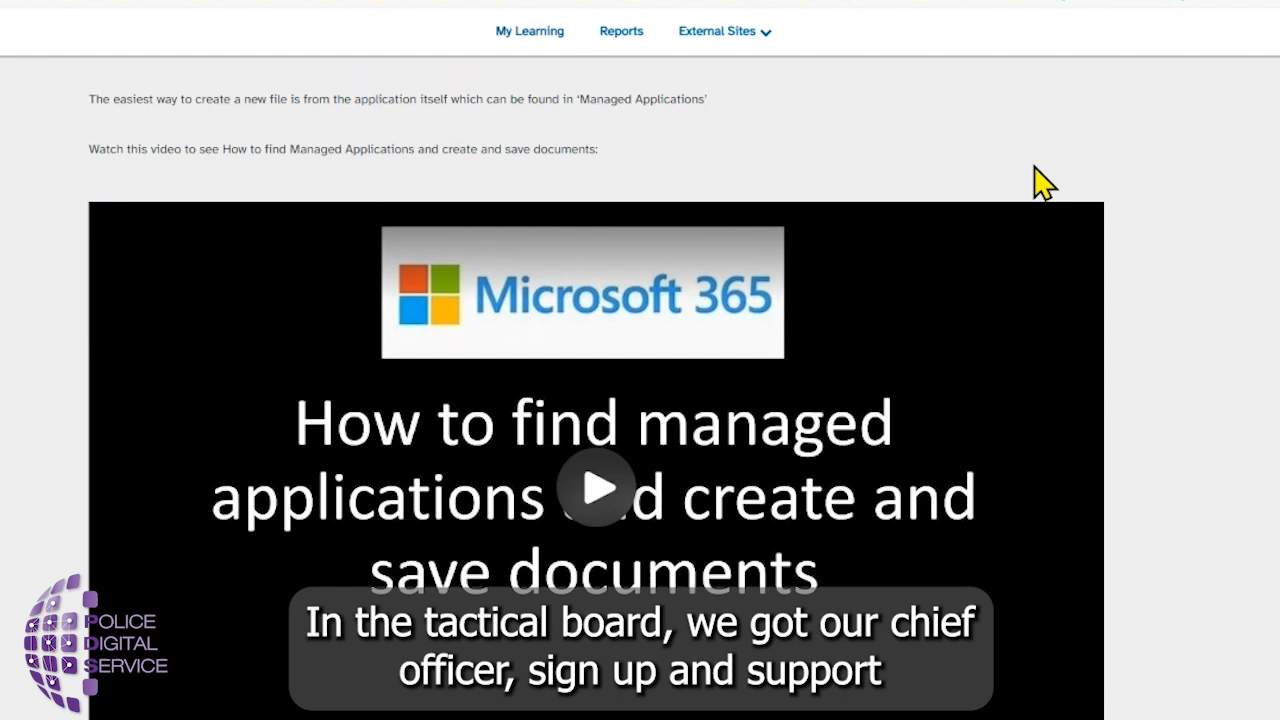 My Learning Reports External Sites
The easiest way to create a new file is from the application itself which can be found in ‘Managed Applications’
Watch this video to see How to find Managed Applications and create and save documents:
Microsoft 365
How to find managed
applications and create and
save documents
In the tactical board, we got our chief
officer, sign up and support
POLICE
DIGITAL
SERVICE